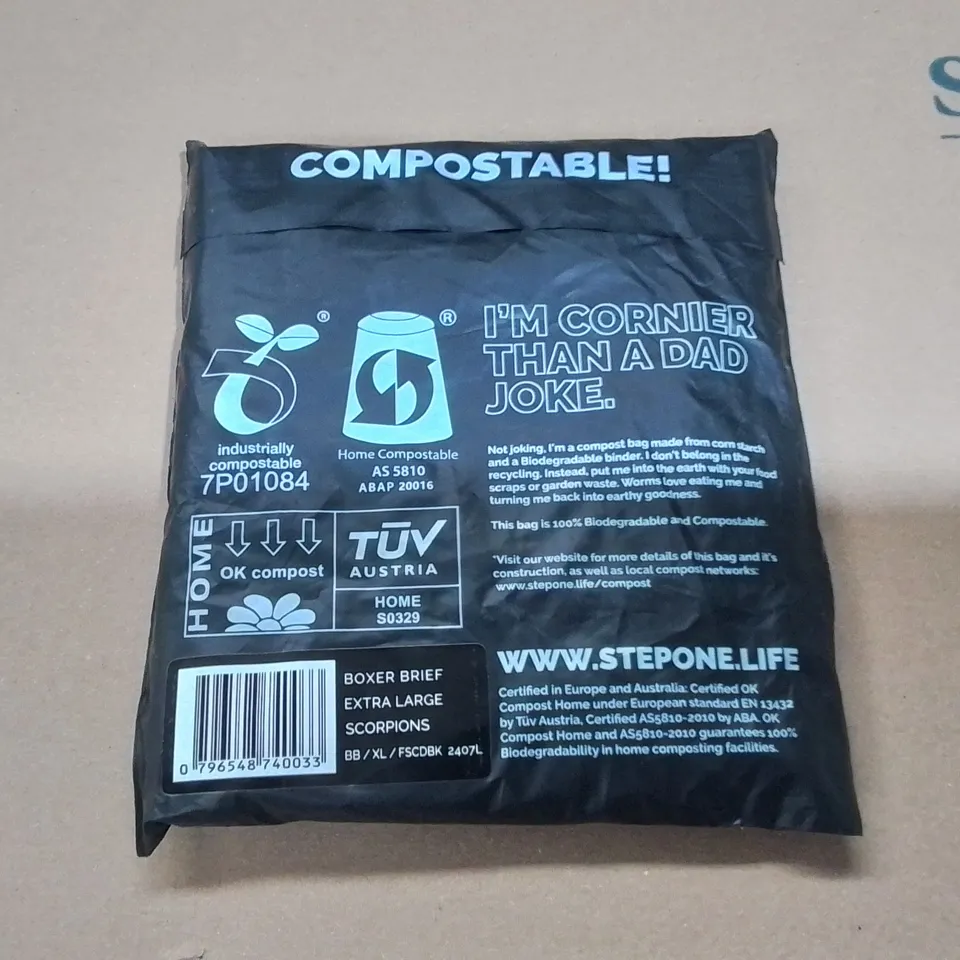 COMPOSTABLE!
®
industrially
compostable
7P01084
®
Home Compostable
AS 5810
ABAP 20016
I'M CORNIER
THAN A DAD
JOKE.
Not joking, I'm a compost bag made from corn starch
and a Biodegradable binder. I don't belong in the
recycling. Instead, put me into the earth with your food
scraps or garden waste. Worms love eating me and
turning me back into earthy goodness.
This bag is 100% Biodegradable and Compostable.
*Visit our website for more details of this bag and it's
construction, as well as local compost networks:
www.stepone.life/compost
HOME
OK compost
TÜV
AUSTRIA
HOME
S0329
WWW.STEPONE.LIFE
Certified in Europe and Australia: Certified OK
Compost Home under European standard EN 13432
by Tüv Austria, Certified AS5810-2010 by ABA. OK
Compost Home and AS5810-2010 guarantees 100%
Biodegradability in home composting facilities.
BOXER BRIEF
EXTRA LARGE
SCORPIONS
BB / XL / FSCDBK 2407L
0 796548 740033
S